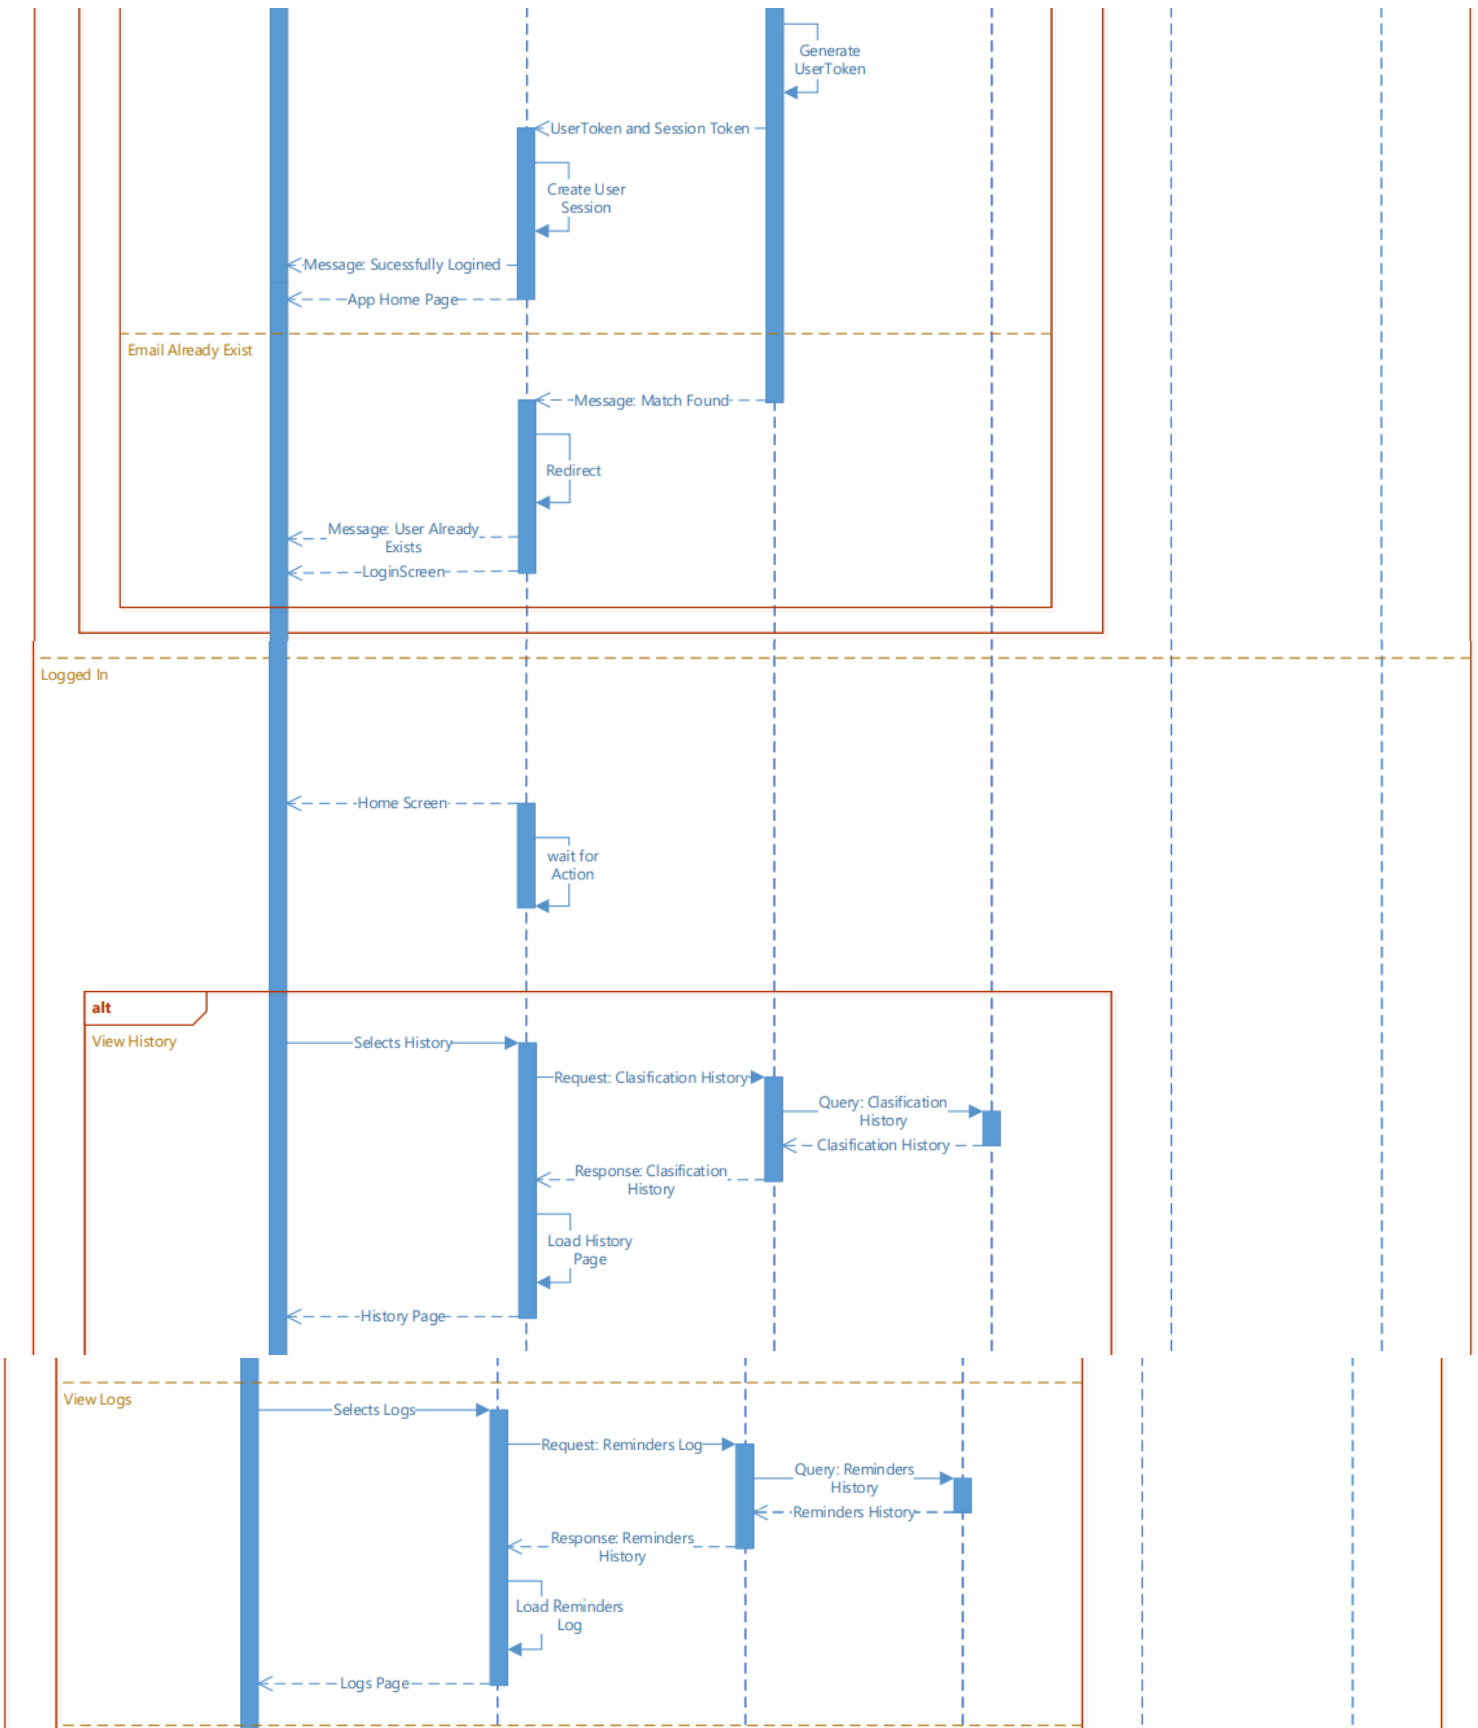 Generate
UserToken
UserToken and Session Token
Create User
Session
Message: Sucessfully Logined
App Home Page
Email Already Exist
Message: Match Found
Redirect
Message: User Already
Exists
LoginScreen
Logged In
Home Screen
wait for
Action
alt
View History
Selects History
Request: Clasification History
Query: Clasification
History
Clasification History
Response: Clasification
History
Load History
Page
History Page
View Logs
Selects Logs
Request: Reminders Log
Query: Reminders
History
Reminders History
Response: Reminders
History
Load Reminders
Log
Logs Page